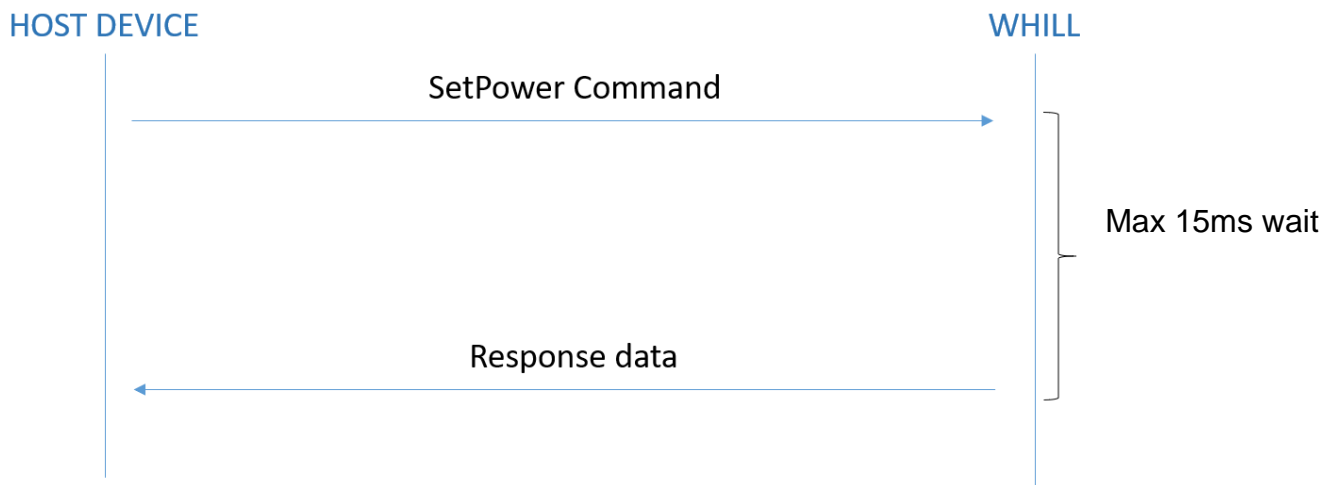 HOST DEVICE
WHILL
SetPower Command
Max 15ms wait
Response data